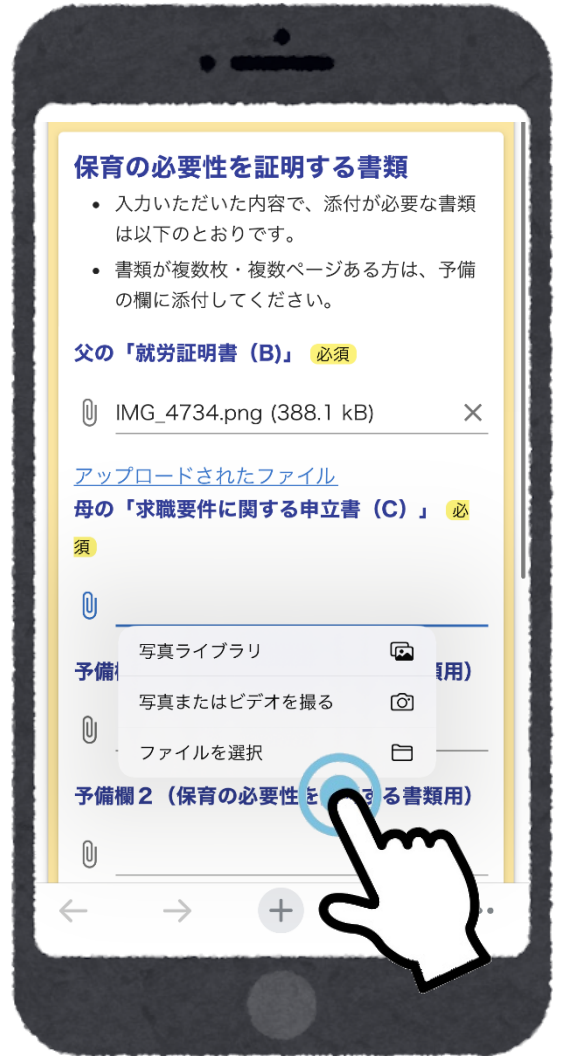 保育の必要性を証明する書類
• 入力いただいた内容で、添付が必要な書類
は以下のとおりです。
• 書類が複数枚・複数ページある方は、予備
の欄に添付してください。
父の「就労証明書（B)」 必須
IMG_4734.png (388.1 kB)
アップロードされたファイル
母の「求職要件に関する申立書（C）」 必
須
写真ライブラリ
予備 用）
写真またはビデオを撮る
ファイルを選択
予備欄２（保育の必要性を する書類用）